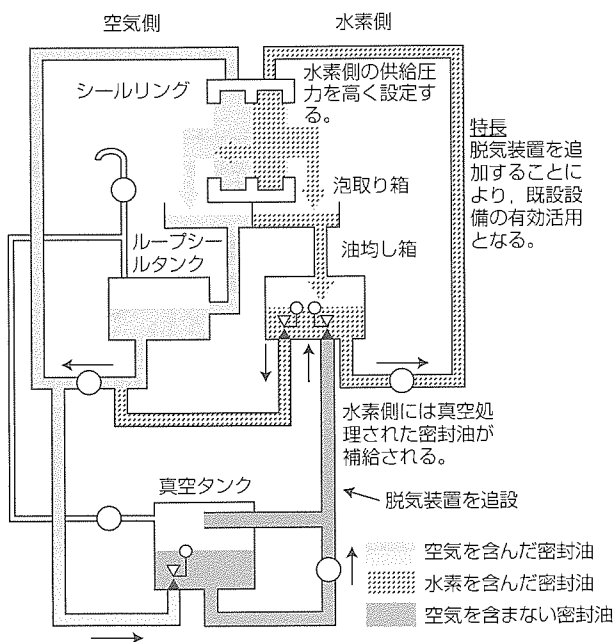 空気側
水素側
シールリング
水素側の供給圧
力を高く設定す
る。
特長
脱気装置を追
加することに
より，既設設
備の有効活用
となる。
泡取り箱
ループシー
ルタンク
油均し箱
水素側には真空処
理された密封油が
補給される。
真空タンク
脱気装置を追設
空気を含んだ密封油
水素を含んだ密封油
空気を含まない密封油